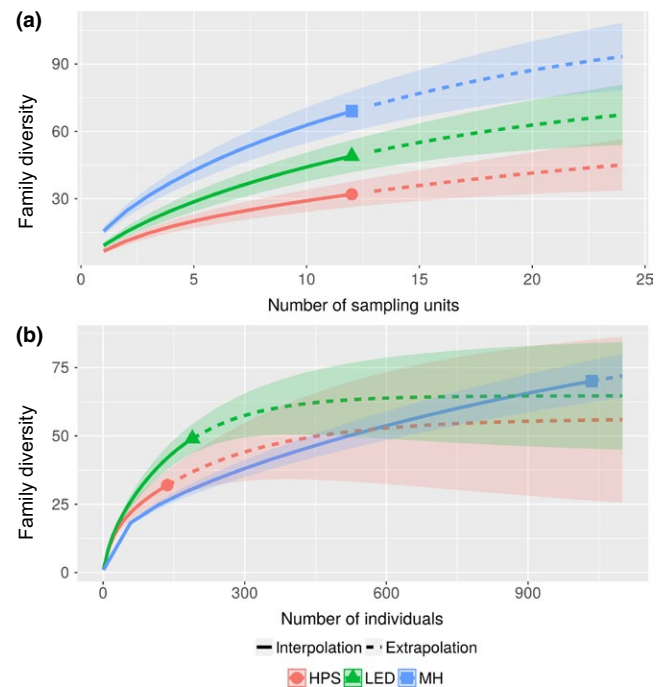 (a)
Family diversity
90
60
30
0 5 10 15 20 25
Number of sampling units
(b)
Family diversity
75
50
25
0
0 300 600 900
Number of individuals
Interpolation Extrapolation
HPS LED MH